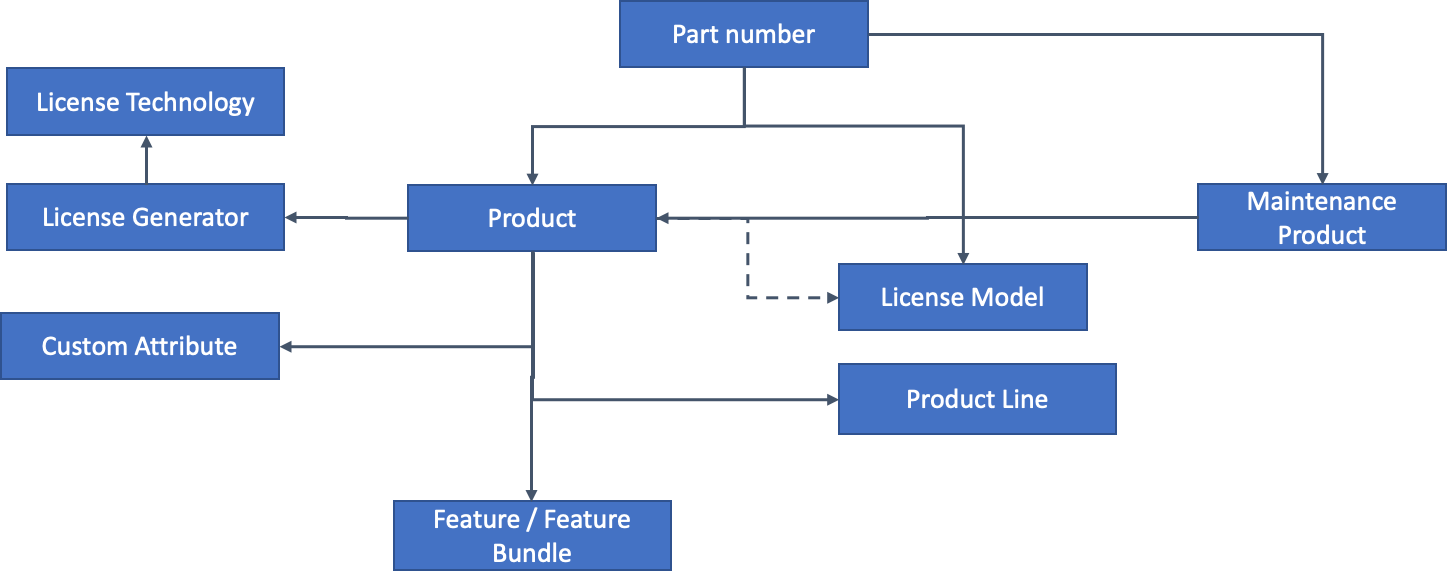 Part number
License Technology
License Generator
Product
Maintenance
Product
License Model
Custom Attribute
Product Line
Feature / Feature
Bundle